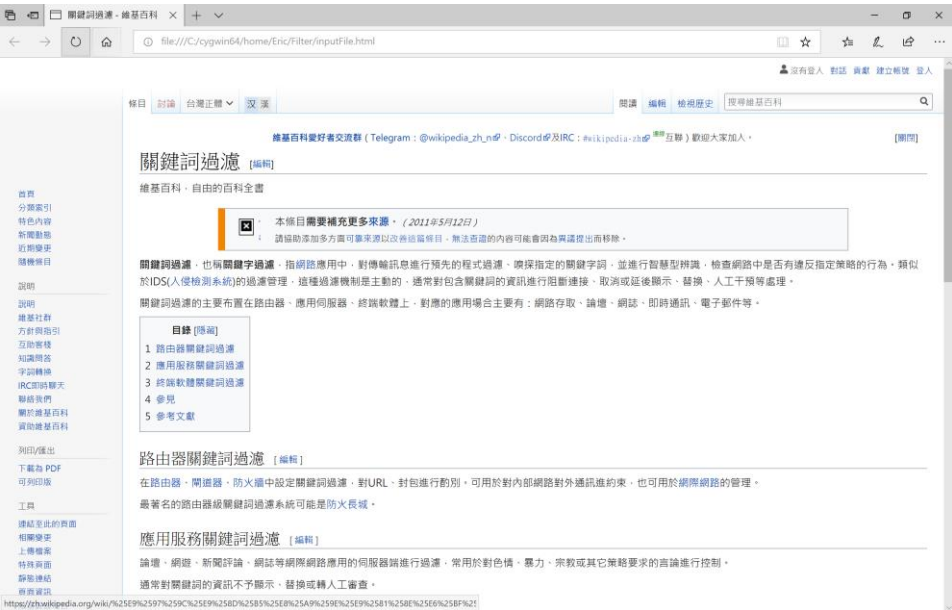 關鍵詞過濾 - 維基百科
file:///C:/cygwin64/home/Eric/Filter/inputFile.html
沒有登入 對話 貢獻 建立帳號 登入
條目 討論 台灣正體 汉 漢 閱讀 編輯 檢視歷史 搜尋維基百科
維基百科愛好者交流群(Telegram:@wikipedia_zh_n、Discord及IRC:#wikipedia-zh 連線 互聯)歡迎大家加入。 [關閉]
關鍵詞過濾 [編輯]
維基百科,自由的百科全書
本條目需要補充更多來源。(2011年5月12日)
請協助添加多方面可靠來源以改善這篇條目,無法查證的內容可能會因為異議提出而移除。
關鍵詞過濾,也稱關鍵字過濾,指網路應用中,對傳輸訊息進行預先的程式過濾、嗅探指定的關鍵字詞,並進行智慧型辨識,檢查網路中是否有違反指定策略的行為。類似
於IDS(入侵檢測系統)的過濾管理,這種過濾機制是主動的,通常對包含關鍵詞的資訊進行阻斷連接、取消或延後顯示、替換、人工干預等處理。
關鍵詞過濾的主要布置在路由器、應用伺服器、終端軟體上,對應的應用場合主要有:網路存取、論壇、網誌、即時通訊、電子郵件等。
目錄 [隱藏]
1 路由器關鍵詞過濾
2 應用服務關鍵詞過濾
3 終端軟體關鍵詞過濾
4 參見
5 參考文獻
路由器關鍵詞過濾 [編輯]
在路由器、閘道器、防火牆中設定關鍵詞過濾,對URL、封包進行酌別。可用於對內部網路對外通訊進約束,也可用於網際網路的管理。
最著名的路由器級關鍵詞過濾系統可能是防火長城。
應用服務關鍵詞過濾 [編輯]
論壇、網遊、新聞評論、網誌等網際網路應用的伺服器端進行過濾,常用於對色情、暴力、宗教或其它策略要求的言論進行控制。
通常對關鍵詞的資訊不予顯示、替換或轉人工審查。
首頁
分類索引
特色內容
新聞動態
近期變更
隨機條目
說明
說明
維基社群
方針與指引
互助客棧
知識問答
字詞轉換
IRC即時聊天
聯絡我們
關於維基百科
資助維基百科
列印/匯出
下載為 PDF
可列印版
工具
連結至此的頁面
相關變更
上傳檔案
特殊頁面
靜態連結
頁面資訊
https://zh.wikipedia.org/wiki/%25E9%2597%259C%25E9%258D%25B5%25E8%25A9%259E%25E9%2581%258E%25E6%25BF%25